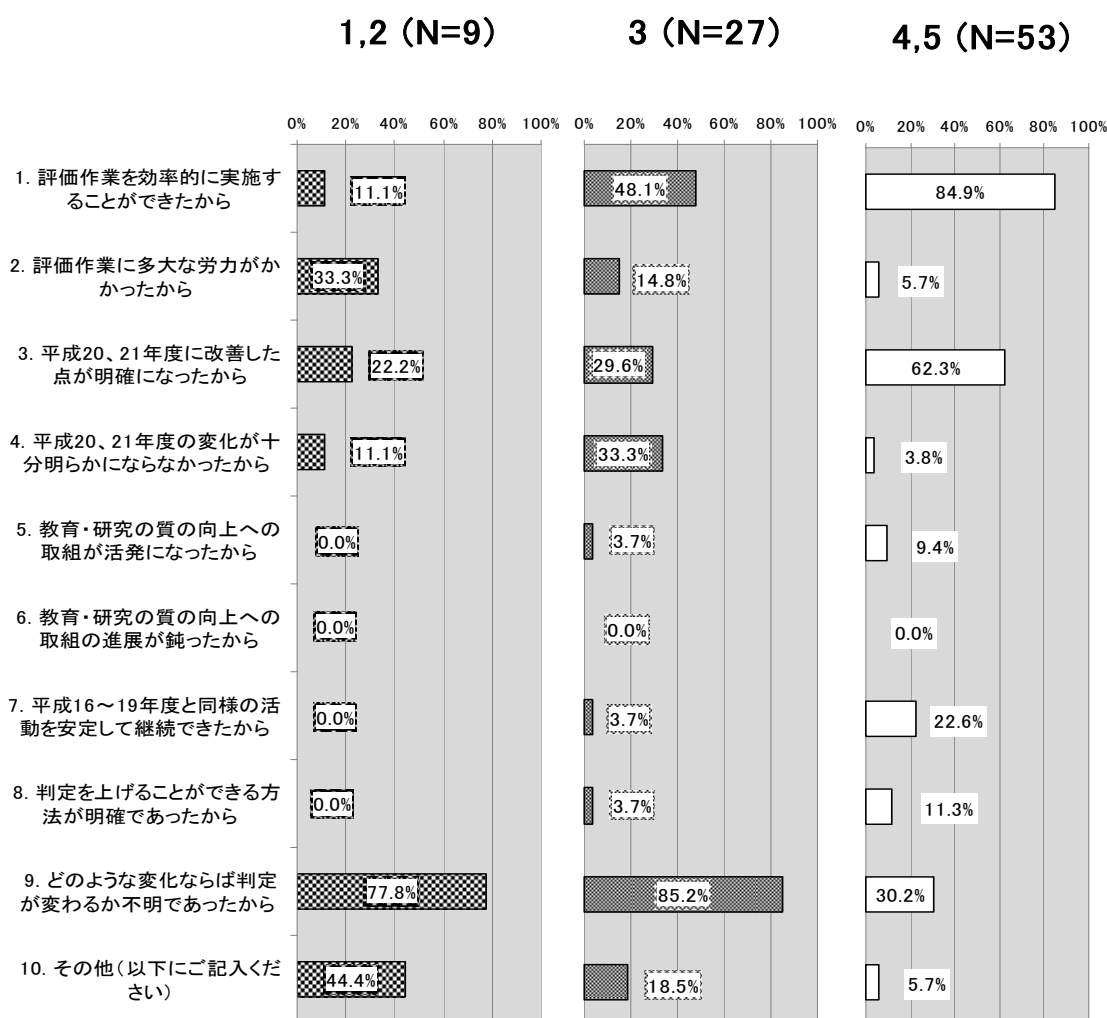 1,2 (N=9)
3 (N=27)
4,5 (N=53)
0% 20% 40% 60% 80% 100%
0% 20% 40% 60% 80% 100%
0% 20% 40% 60% 80% 100%
1. 評価作業を効率的に実施す
ることができたから
11.1%
48.1%
84.9%
2. 評価作業に多大な労力がか
かったから
33.3%
14.8%
5.7%
3. 平成20、21年度に改善した
点が明確になったから
22.2%
29.6%
62.3%
4. 平成20、21年度の変化が十
分明らかにならなかったから
11.1%
33.3%
3.8%
5. 教育・研究の質の向上への
取組が活発になったから
0.0%
3.7%
9.4%
6. 教育・研究の質の向上への
取組の進展が鈍ったから
0.0%
0.0%
0.0%
7. 平成16～19年度と同様の活
動を安定して継続できたから
0.0%
3.7%
22.6%
8. 判定を上げることができる方
法が明確であったから
0.0%
3.7%
11.3%
9. どのような変化ならば判定
が変わるか不明であったから
77.8%
85.2%
30.2%
10. その他（以下にご記入くだ
さい）
44.4%
18.5%
5.7%